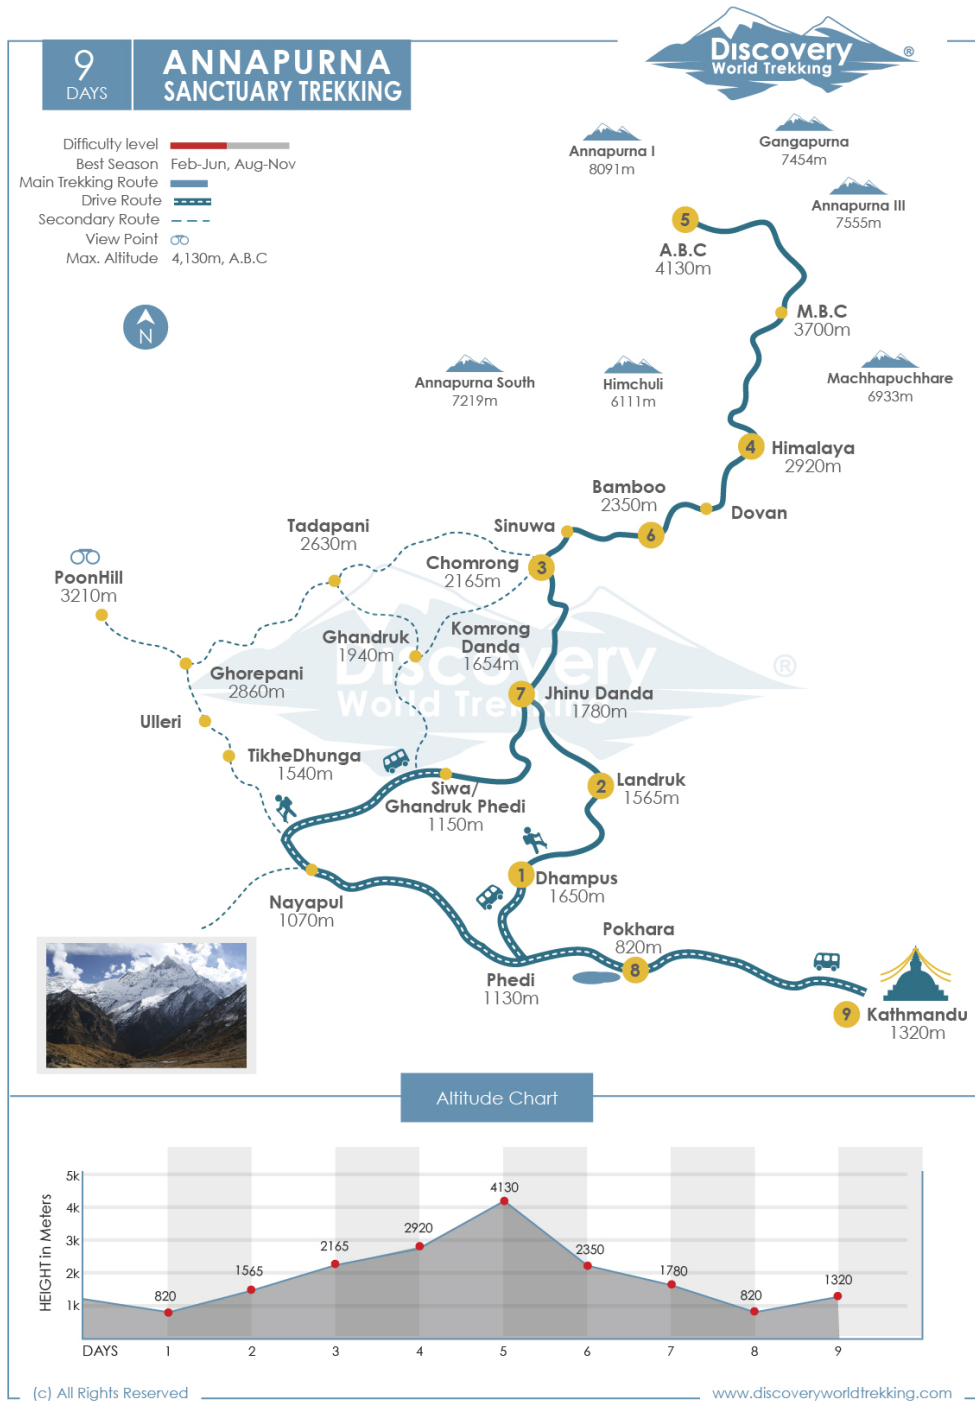 9
DAYS
ANNAPURNA
SANCTUARY TREKKING
Discovery ®
World Trekking
Difficulty level
Best Season Feb-Jun, Aug-Nov
Main Trekking Route
Drive Route
Secondary Route
View Point
Max. Altitude 4,130m, A.B.C
N
Annapurna I
8091m
Gangapurna
7454m
Annapurna III
7555m
5
A.B.C
4130m
M.B.C
3700m
Annapurna South
7219m
Himchuli
6111m
Machhapuchhare
6933m
4
Himalaya
2920m
Bamboo
2350m
6
Dovan
Sinuwa
Tadapani
2630m
Chomrong
2165m
3
PoonHill
3210m
Ghandruk
1940m
Komrong
Danda
1654m
Discovery ®
World Trekking
Ghorepani
2860m
7
Jhinu Danda
1780m
Ulleri
TikheDhunga
1540m
Siwa/
Ghandruk Phedi
1150m
2
Landruk
1565m
1
Dhampus
1650m
Nayapul
1070m
Pokhara
820m
8
Phedi
1130m
9
Kathmandu
1320m
Altitude Chart
HEIGHT in Meters
5k
4k
3k
2k
1k
820
1565
2165
2920
4130
2350
1780
820
1320
DAYS 1 2 3 4 5 6 7 8 9
(c) All Rights Reserved
www.discoveryworldtrekking.com